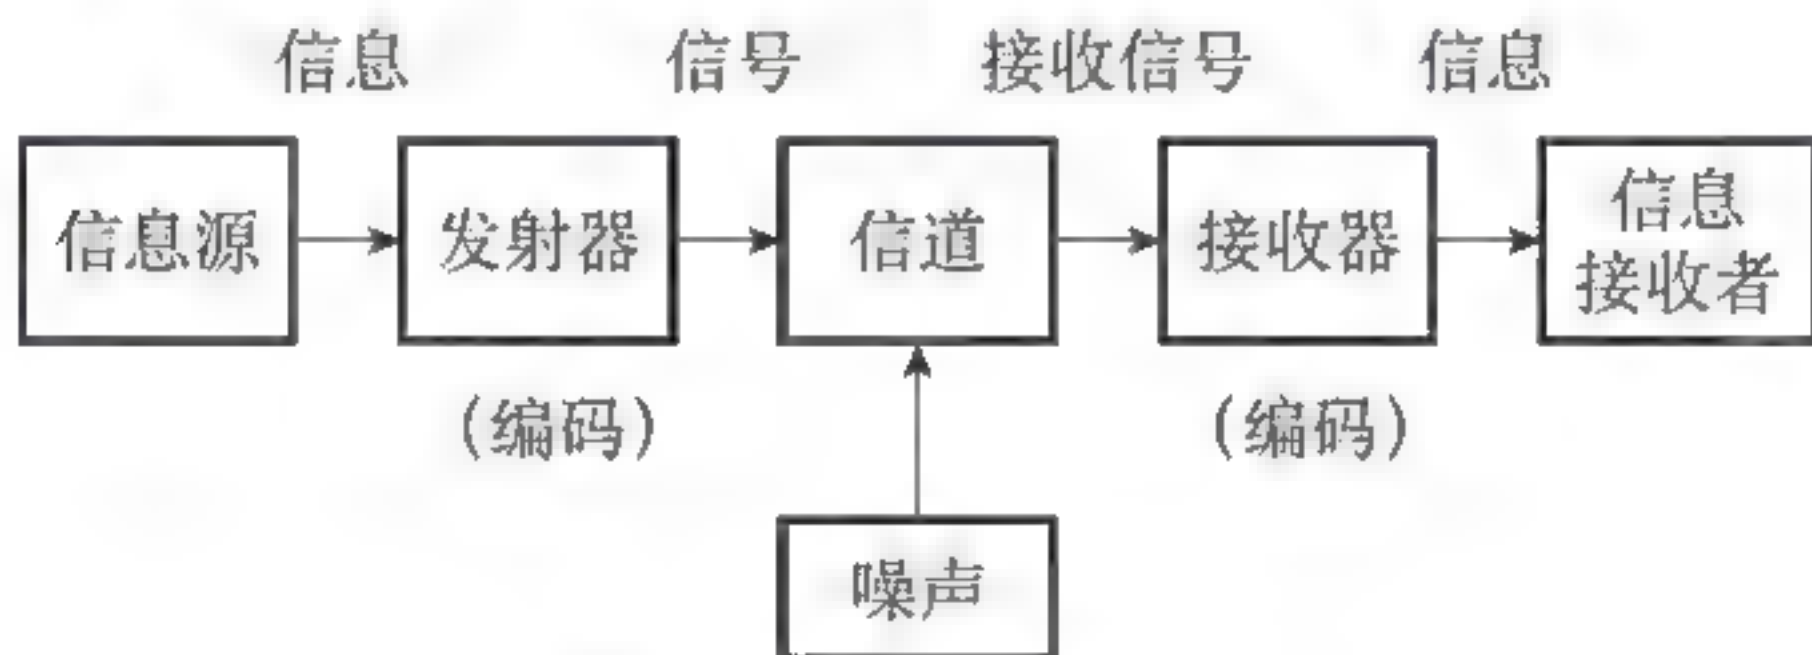 信息 信号 接收信号 信息
信息源 发射器 信道 接收器 信息
接收者
(编码) (编码)
噪声